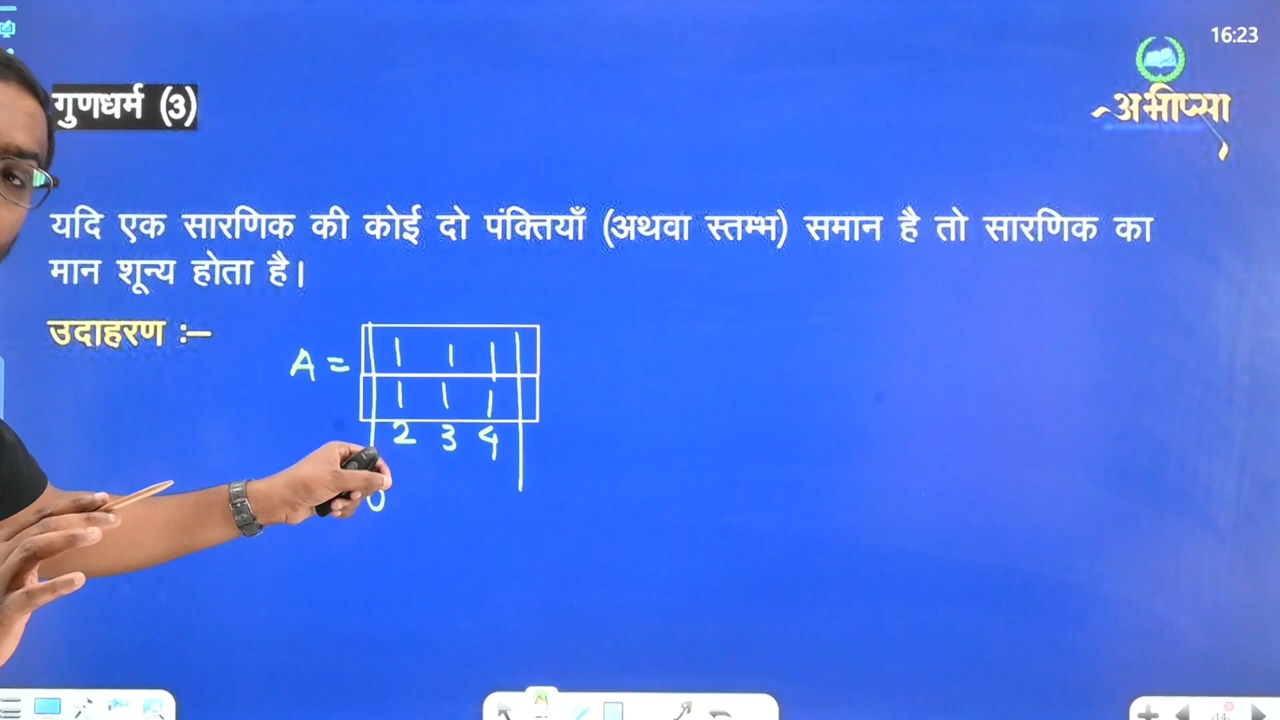 16:23
अभीप्सा
गुणधर्म (3)
यदि एक सारणिक की कोई दो पंक्तियाँ (अथवा स्तम्भ) समान है तो सारणिक का
मान शून्य होता है।
उदाहरण :–
A = | 1 1 1 |
1 1 1
2 3 4
0